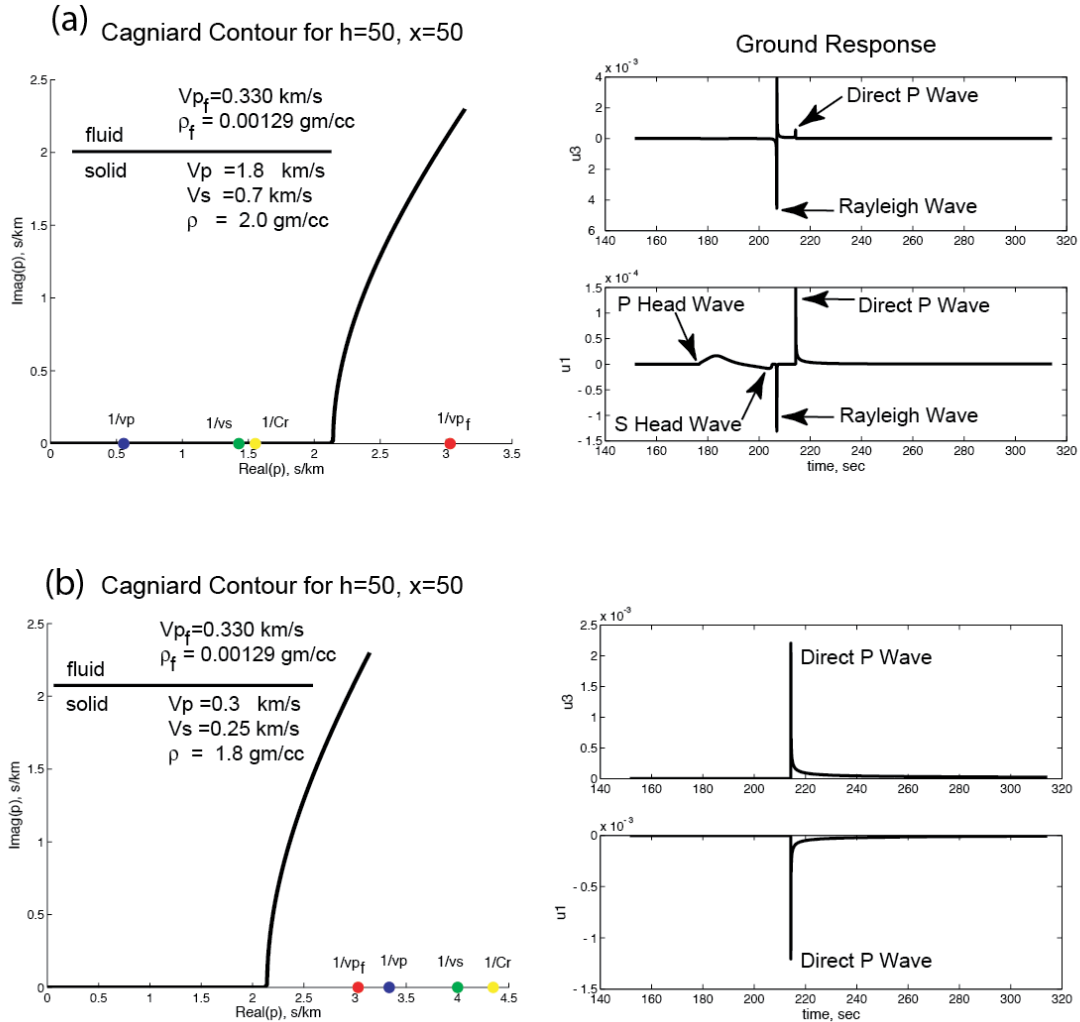 (a)
Cagniard Contour for h=50, x=50
2.5
2
1.5
1
0.5
0
Imag(p), s/km
Vpf=0.330 km/s
ρf = 0.00129 gm/cc
fluid
solid
Vp =1.8 km/s
Vs =0.7 km/s
ρ = 2.0 gm/cc
1/vp
1/vs
1/Cr
1/vpf
0 0.5 1 1.5 2 2.5 3 3.5
Real(p), s/km
Ground Response
x 10-3
4
2
0
2
4
6
u3
Direct P Wave
Rayleigh Wave
140 160 180 200 220 240 260 280 300 320
x 10-4
1.5
1
0.5
0
- 0.5
- 1
- 1.5
u1
P Head Wave
Direct P Wave
S Head Wave
Rayleigh Wave
140 160 180 200 220 240 260 280 300 320
time, sec
(b)
Cagniard Contour for h=50, x=50
2.5
2
1.5
1
0.5
0
Imag(p), s/km
Vpf=0.330 km/s
ρf = 0.00129 gm/cc
fluid
solid
Vp =0.3 km/s
Vs =0.25 km/s
ρ = 1.8 gm/cc
1/vpf
1/vp
1/vs
1/Cr
0 0.5 1 1.5 2 2.5 3 3.5 4 4.5
Real(p), s/km
x 10-3
2.5
2
1.5
1
0.5
0
u3
Direct P Wave
140 160 180 200 220 240 260 280 300 320
x 10-3
0
- 0.5
- 1
- 1.5
u1
Direct P Wave
140 160 180 200 220 240 260 280 300 320
time, sec